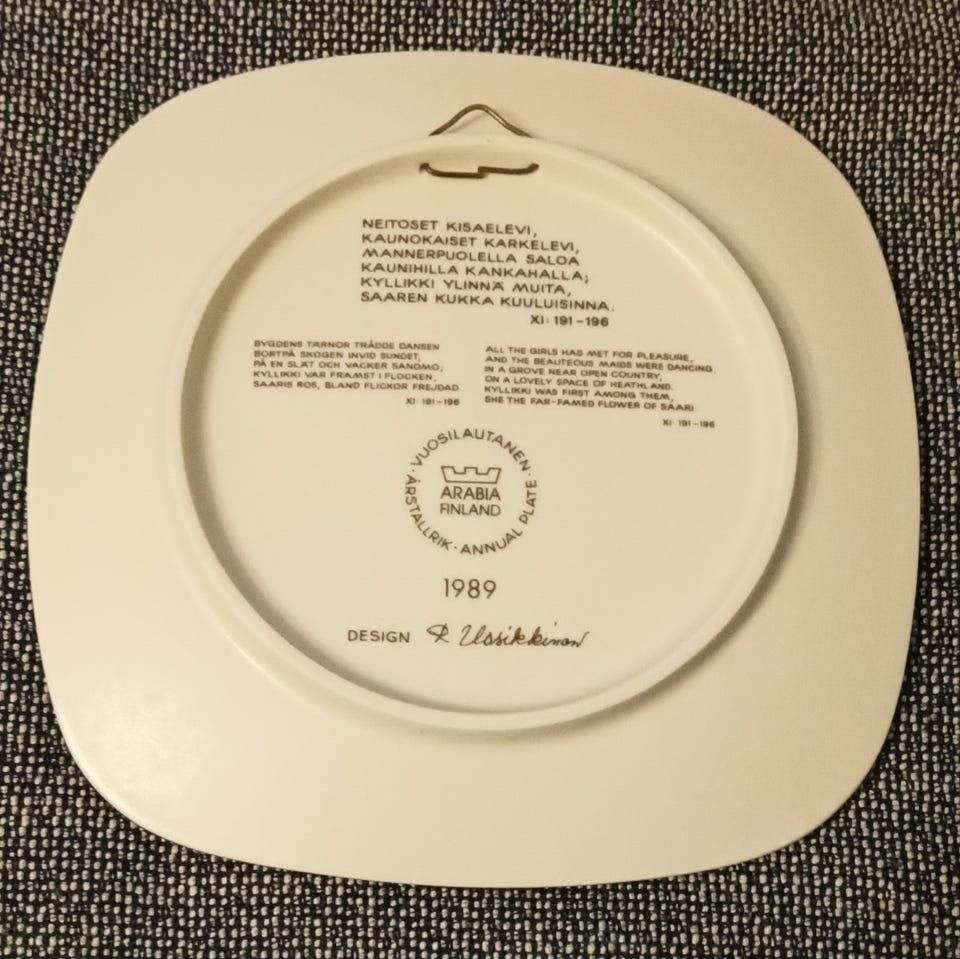 NEITOSET KISAELEVI,
KAUNOKAISET KARKELEVI,
MANNERPUOLELLA SALOA
KAUNIHILLA KANKAHALLA;
KYLLIKKI YLINNÄ MUITA,
SAAREN KUKKA KUULUISINNA.
XI: 191-196
BYGDENS TÄRNOR TRÅDDE DANSEN
BORTPÅ SKOGEN INVID SUNDET,
PÅ EN SLÄT OCH VACKER SANDMO;
KYLLIKKI VAR FRÄMST I FLOCKEN,
SAARIS ROS, BLAND FLICKOR FREJDAD.
XI: 191-196
ALL THE GIRLS HAD MET FOR PLEASURE,
AND THE BEAUTEOUS MAIDS WERE DANCING,
IN A GROVE NEAR OPEN COUNTRY,
ON A LOVELY SPACE OF HEATHLAND.
KYLLIKKI WAS FIRST AMONG THEM,
SHE THE FAR-FAMED FLOWER OF SAARI
XI: 191-196
· VUOSILAUTANEN · ANNUAL PLATE · ÅRSTALLRIK
ARABIA
FINLAND
1989
DESIGN R Uosikkinen